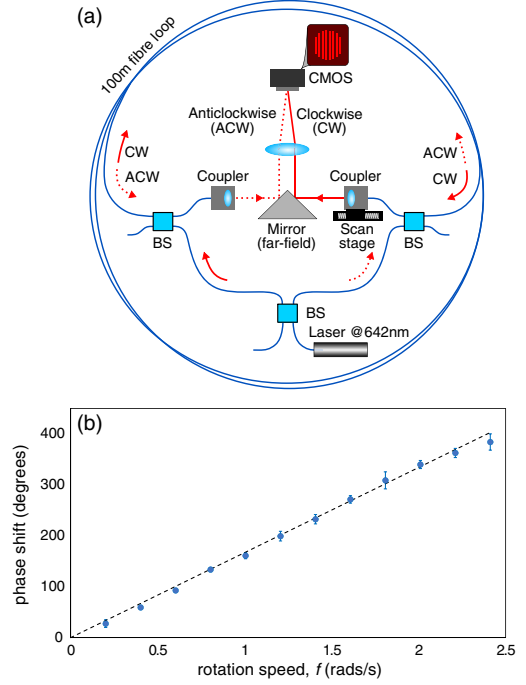 (a)
100m fibre loop
CMOS
Anticlockwise
(ACW)
Clockwise
(CW)
CW
ACW
ACW
CW
Coupler
Coupler
BS
Mirror
(far-field)
Scan
stage
BS
BS
Laser @642nm
(b)
phase shift (degrees)
400
300
200
100
0
0
0.5
1
1.5
2
2.5
rotation speed, f (rads/s)